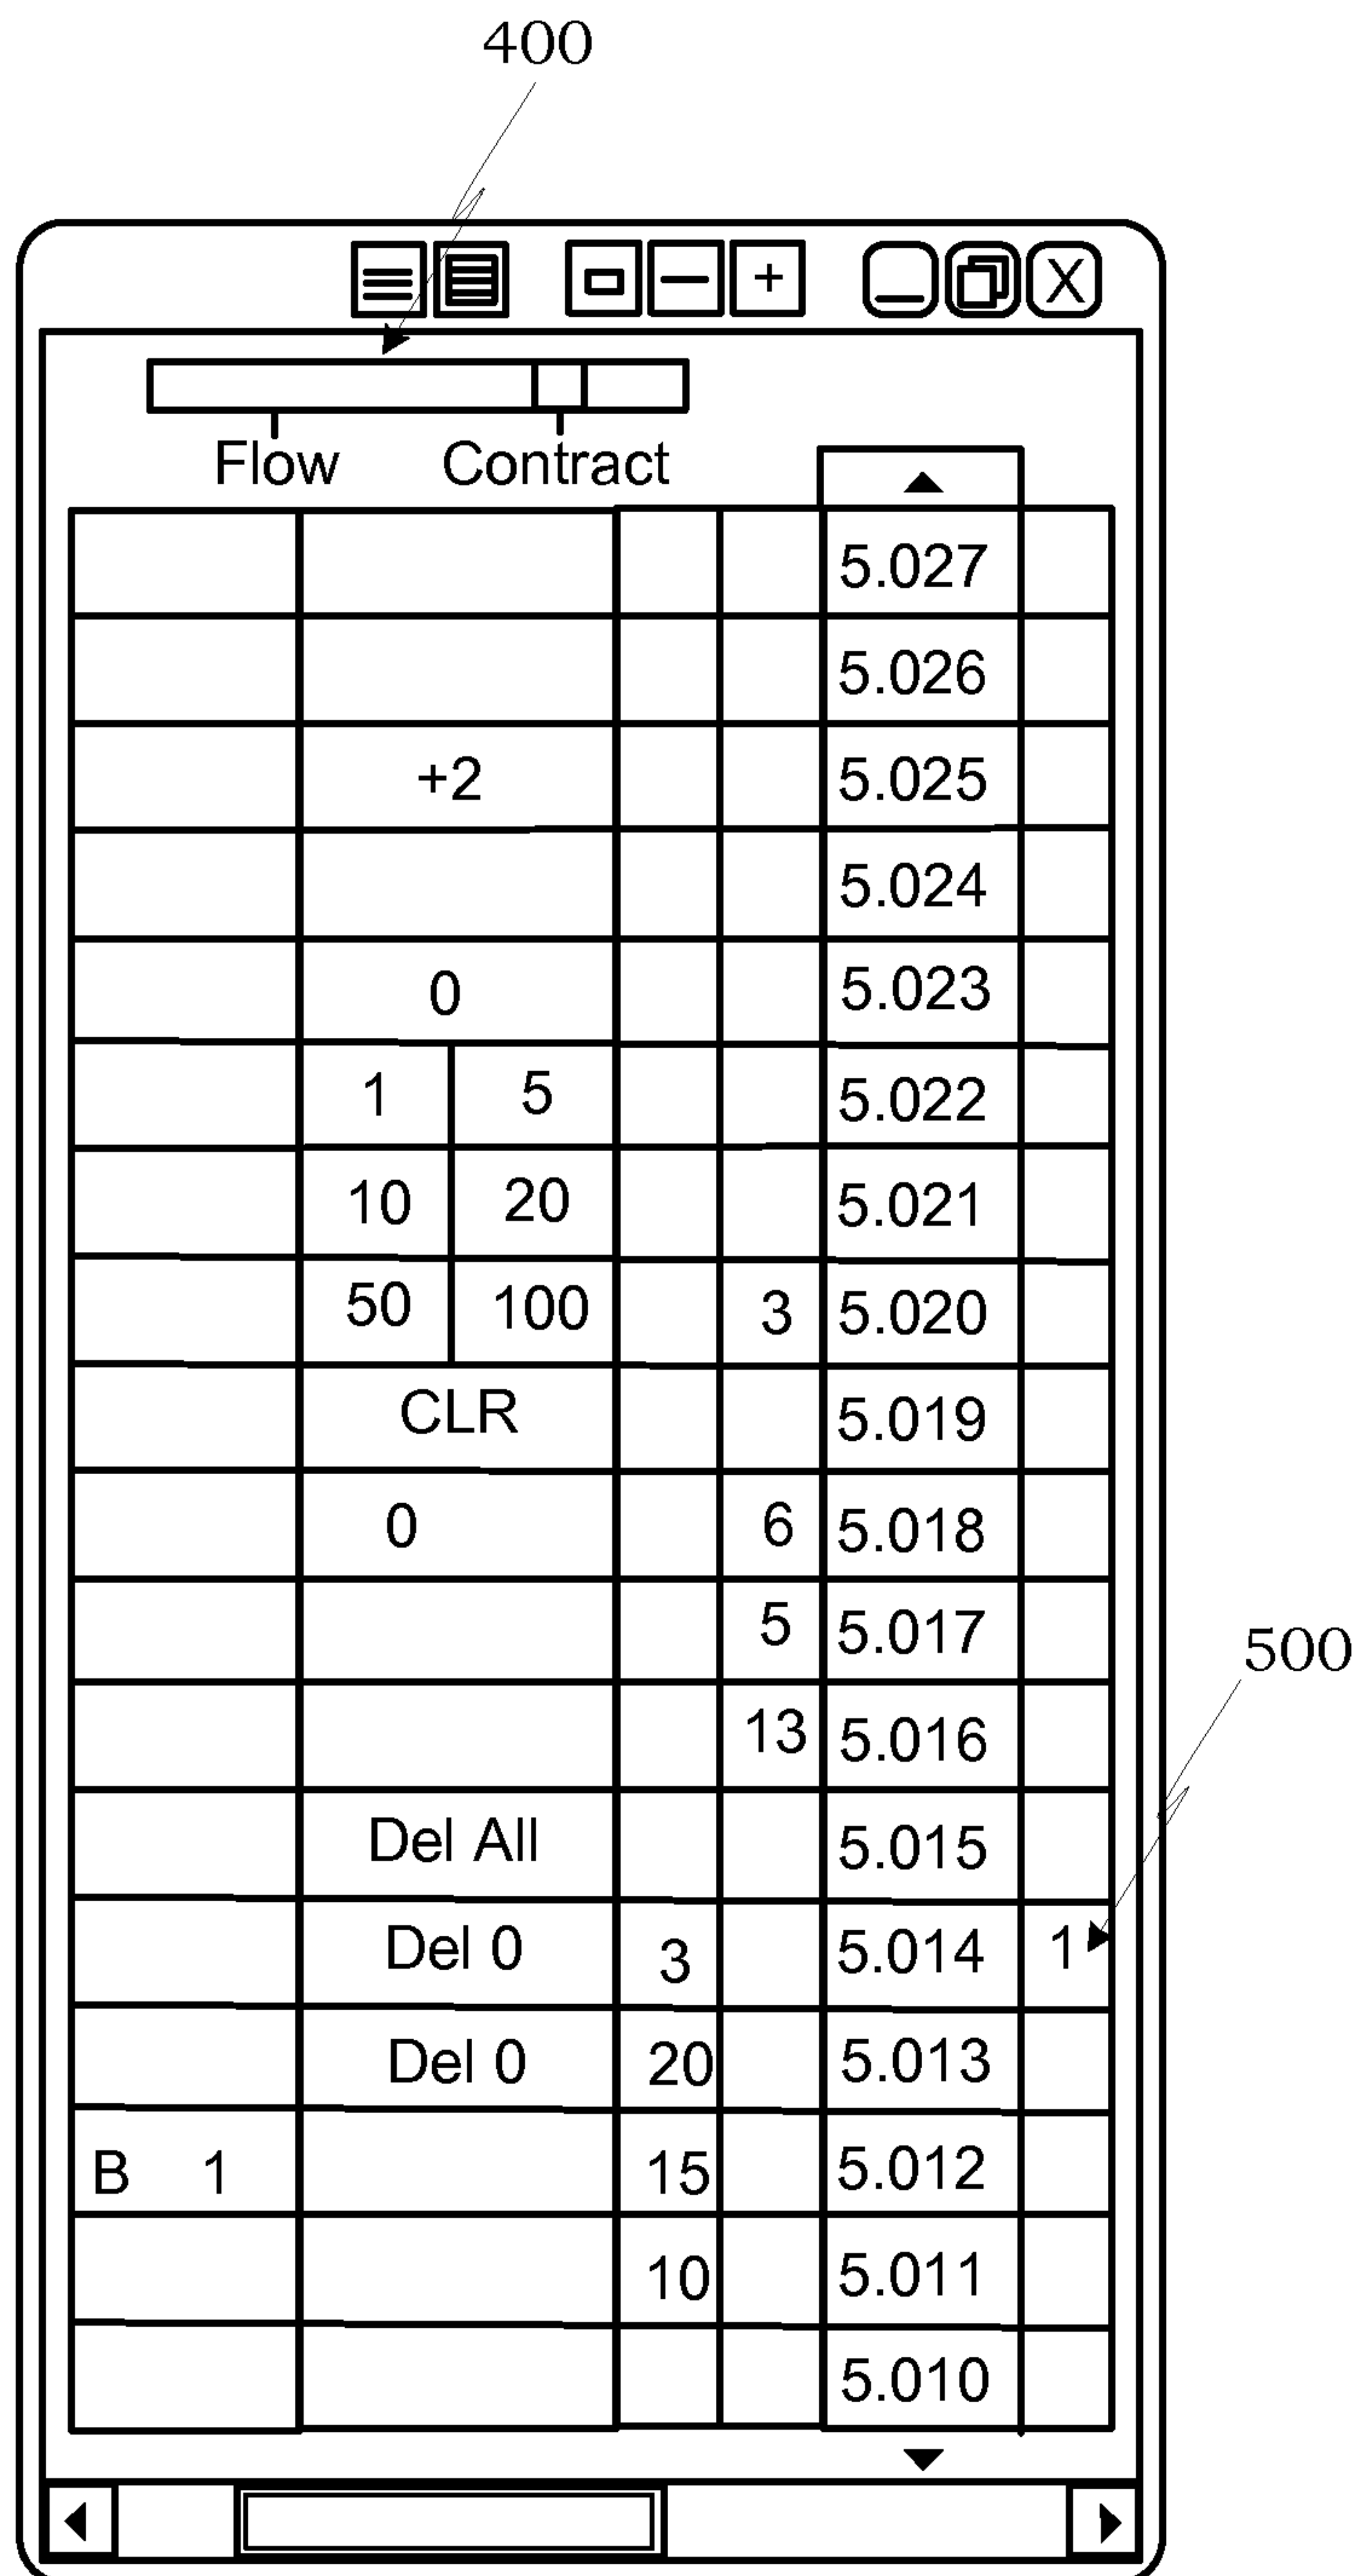 400
+ X
Flow Contract
5.027
5.026
+2 5.025
5.024
0 5.023
1 5 5.022
10 20 5.021
50 100 3 5.020
CLR 5.019
0 6 5.018
5 5.017
500
13 5.016
Del All 5.015
Del 0 3 5.014 1
Del 0 20 5.013
B 1 15 5.012
10 5.011
5.010